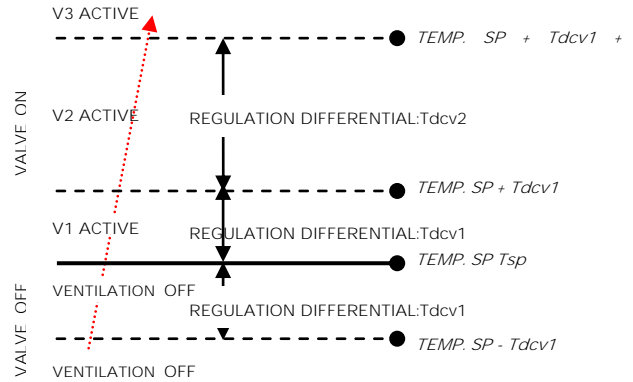 V3 ACTIVE
TEMP. SP + Tdcv1 +
VALVE ON
V2 ACTIVE
REGULATION DIFFERENTIAL:Tdcv2
TEMP. SP + Tdcv1
V1 ACTIVE
REGULATION DIFFERENTIAL:Tdcv1
TEMP. SP Tsp
VALVE OFF
VENTILATION OFF
REGULATION DIFFERENTIAL:Tdcv1
TEMP. SP - Tdcv1
VENTILATION OFF